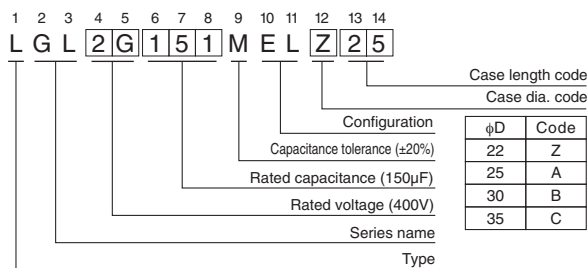 1 2 3 4 5 6 7 8 9 10 11 12 13 14
L G L 2 G 1 5 1 M E L Z 2 5
Case length code
Case dia. code
Configuration
Capacitance tolerance (±20%)
Rated capacitance (150µF)
Rated voltage (400V)
Series name
Type
ϕD Code
22 Z
25 A
30 B
35 C